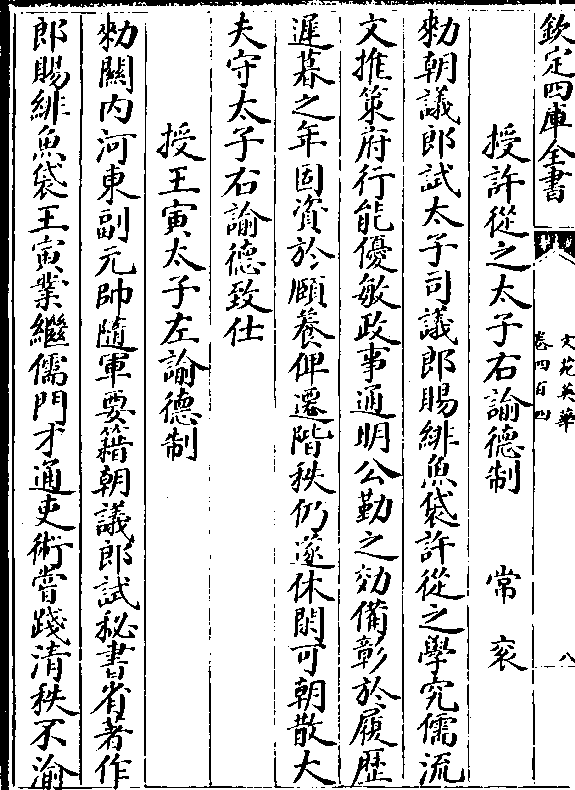 欽定四庫全書
文苑英華
卷四百四
八
授許從之太子右諭德制 常衮
勑朝議郎試太子司議郎賜緋魚袋許從之學究儒流
文推策府行能優敏政事通明公勤之効備彰於履歴
遲暮之年固資於頤養俾遷階秩仍遂休閑可朝散大
夫守太子右諭德致仕
授王寅太子左諭德制
勑關内河東副元帥隨軍要籍朝議郎試秘書省著作
郎賜緋魚袋王寅業繼儒門才通吏術嘗踐清秩不渝